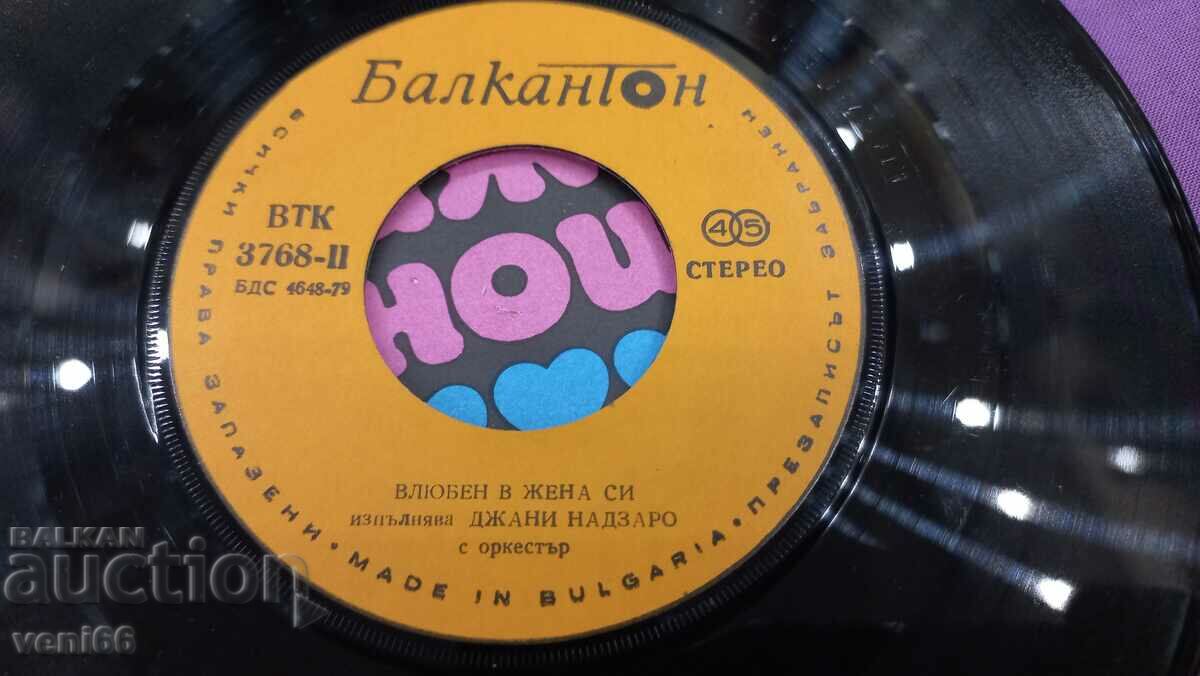 Балкантон
ВТК
3768-II
БДС 4648-79
45
СТЕРЕО
НОЩ
ВЛЮБЕН В ЖЕНА СИ
изпълнява ДЖАНИ НАДЗАРО
с оркестър
ВСИЧКИ ПРАВА ЗАПАЗЕНИ • MADE IN BULGARIA • ПРЕЗАПИСЪТ ЗАБРАНЕН
BALKAN
auction
veni66